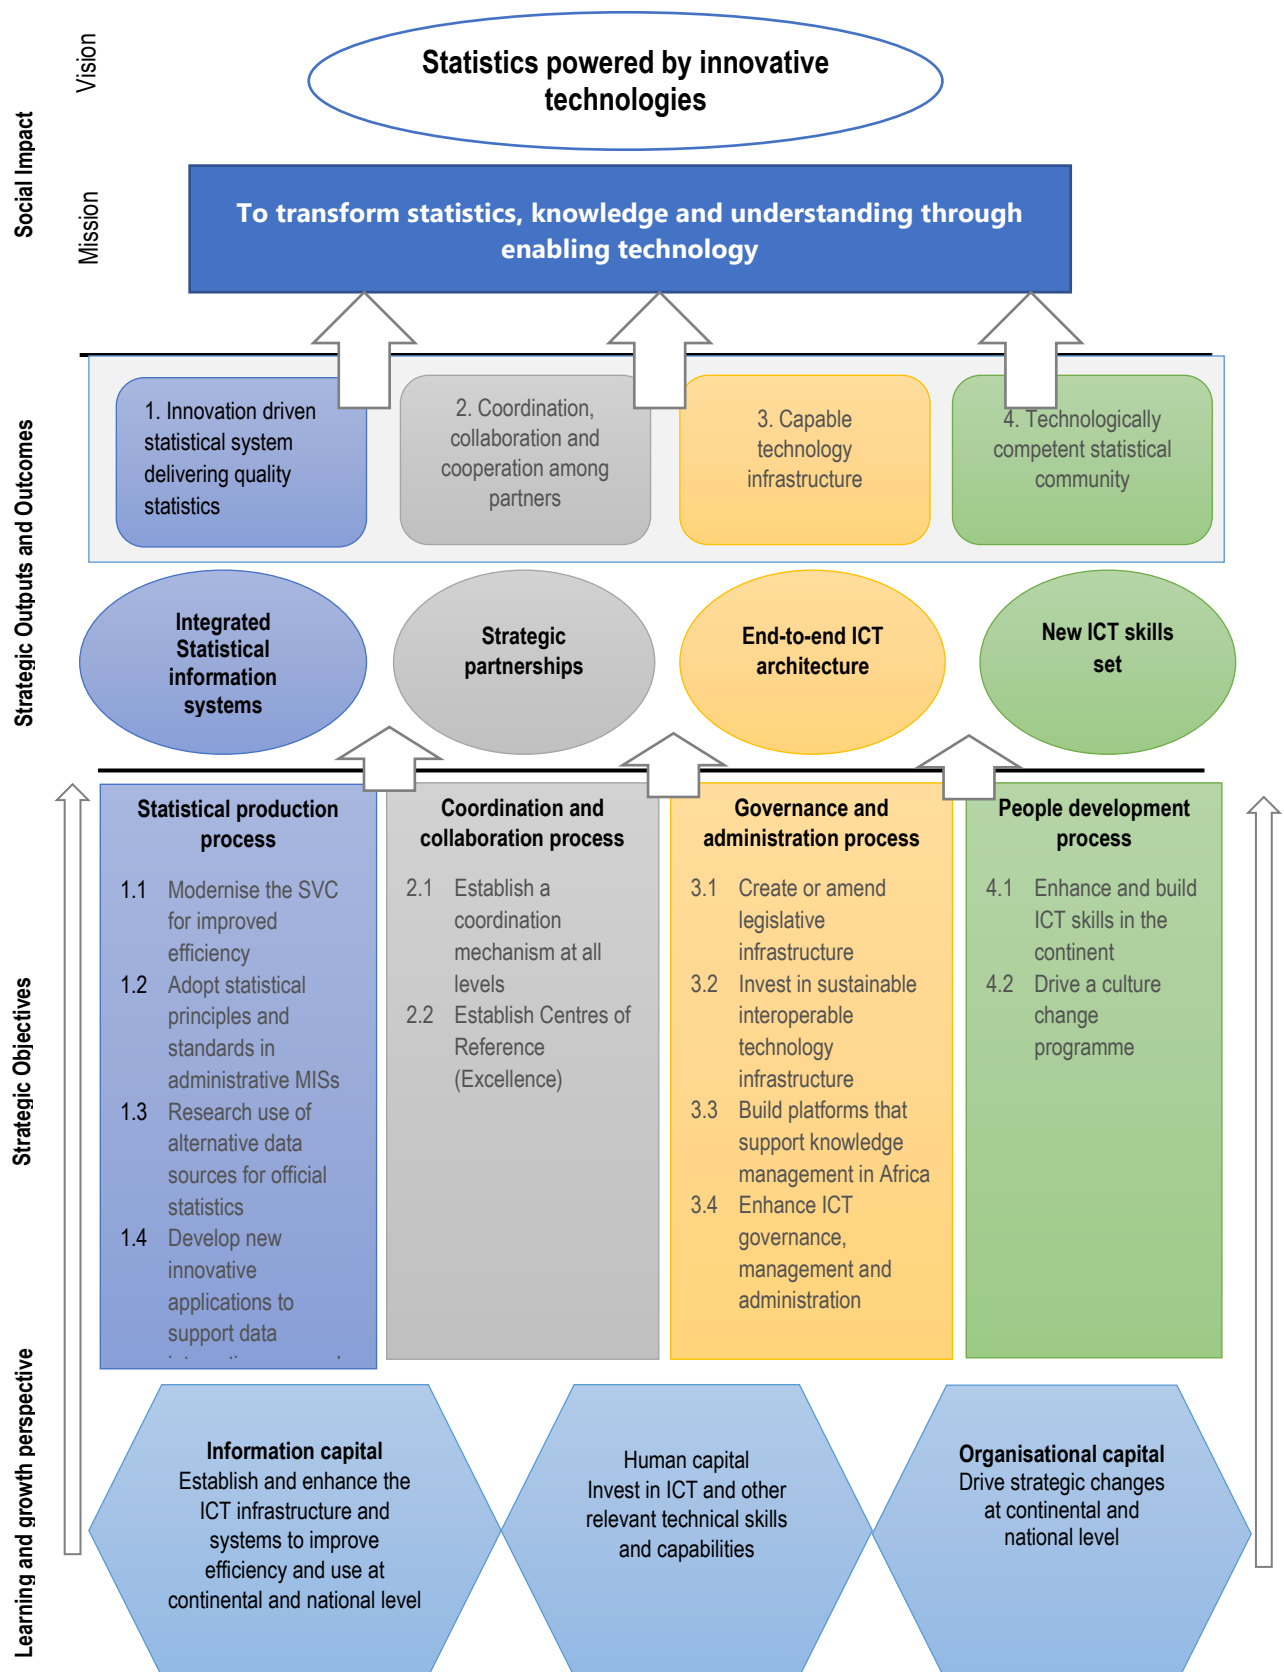 Vision
Statistics powered by innovative
technologies
Social Impact
Mission
To transform statistics, knowledge and understanding through
enabling technology
Strategic Outputs and Outcomes
1. Innovation driven
statistical system
delivering quality
statistics
2. Coordination,
collaboration and
cooperation among
partners
3. Capable
technology
infrastructure
4. Technologically
competent statistical
community
Integrated
Statistical
information
systems
Strategic
partnerships
End-to-end ICT
architecture
New ICT skills
set
Strategic Objectives
Statistical production
process
1.1 Modernise the SVC
for improved
efficiency
1.2 Adopt statistical
principles and
standards in
administrative MISs
1.3 Research use of
alternative data
sources for official
statistics
1.4 Develop new
innovative
applications to
support data
Coordination and
collaboration process
2.1 Establish a
coordination
mechanism at all
levels
2.2 Establish Centres of
Reference
(Excellence)
Governance and
administration process
3.1 Create or amend
legislative
infrastructure
3.2 Invest in sustainable
interoperable
technology
infrastructure
3.3 Build platforms that
support knowledge
management in Africa
3.4 Enhance ICT
governance,
management and
administration
People development
process
4.1 Enhance and build
ICT skills in the
continent
4.2 Drive a culture
change
programme
Learning and growth perspective
Information capital
Establish and enhance the
ICT infrastructure and
systems to improve
efficiency and use at
continental and national level
Human capital
Invest in ICT and other
relevant technical skills
and capabilities
Organisational capital
Drive strategic changes
at continental and
national level